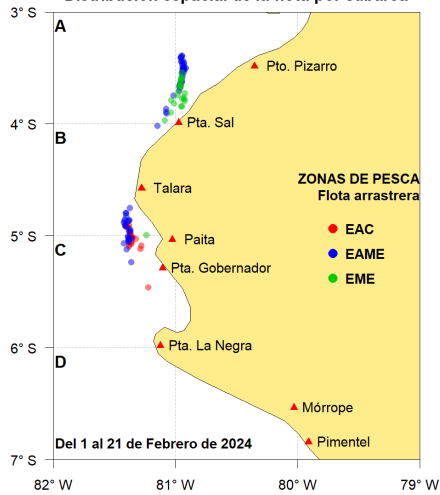 Distribución espacial de la flota por subárea
3° S
A
Pto. Pizarro
4° S
Pta. Sal
B
ZONAS DE PESCA
Flota arrastrera
Talara
EAC
5° S
Paita
C
EAME
Pta. Gobernador
EME
6° S
Pta. La Negra
D
Mórrope
Del 1 al 21 de Febrero de 2024
Pimentel
7° S
82° W
81° W
80° W
79° W